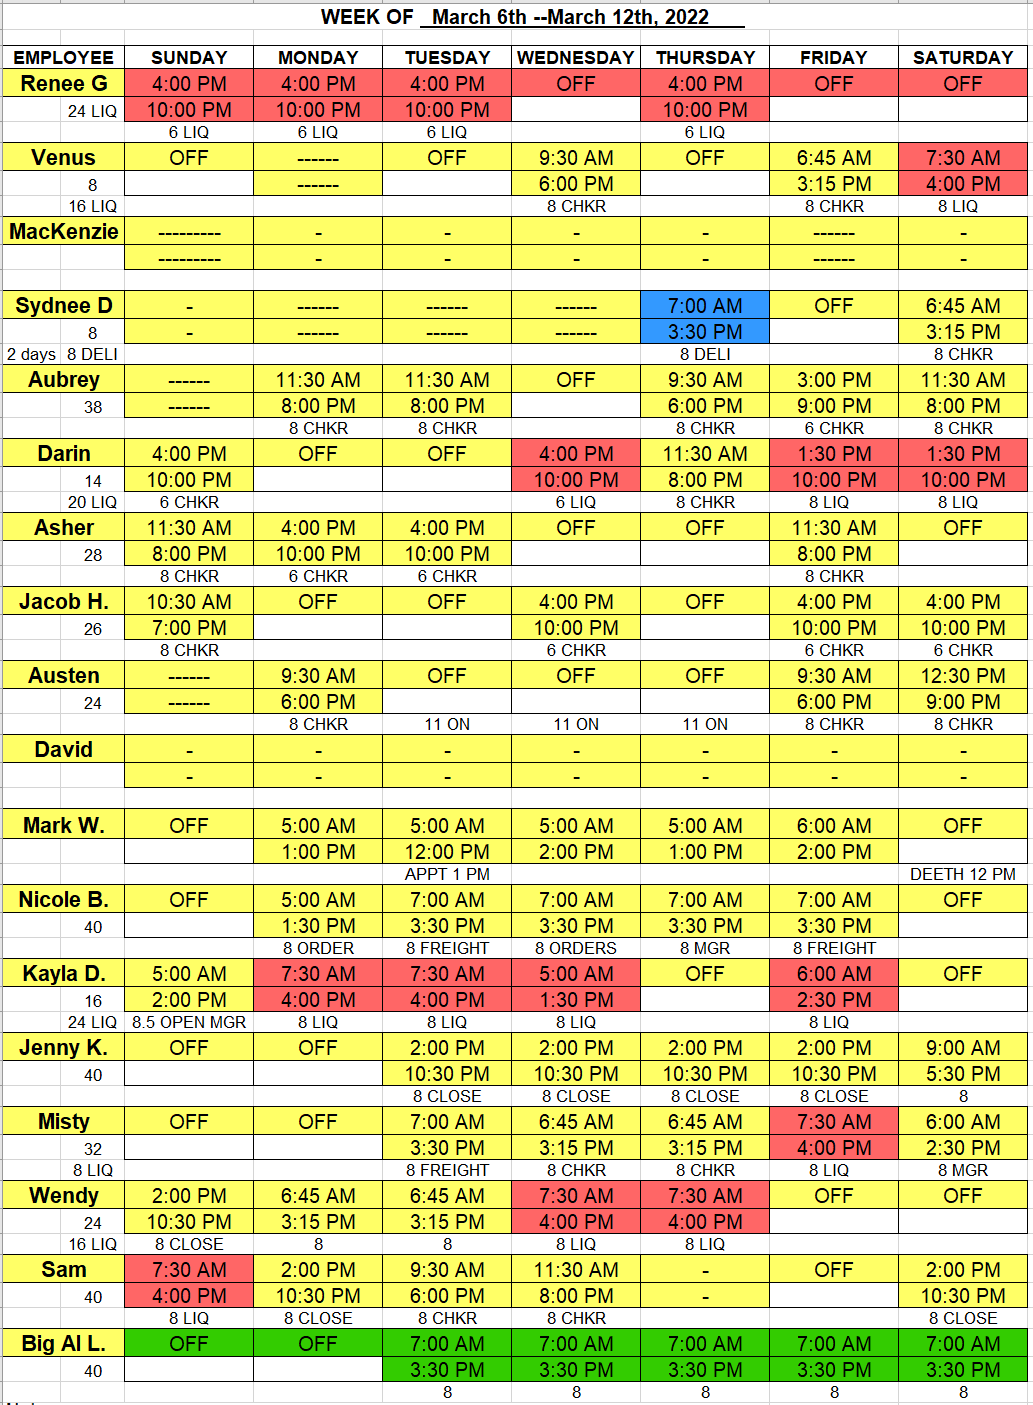 WEEK OF March 6th --March 12th, 2022
EMPLOYEE SUNDAY MONDAY TUESDAY WEDNESDAY THURSDAY FRIDAY SATURDAY
Renee G 4:00 PM 4:00 PM 4:00 PM OFF 4:00 PM OFF OFF
24 LIQ 10:00 PM 10:00 PM 10:00 PM 10:00 PM
6 LIQ 6 LIQ 6 LIQ 6 LIQ
Venus OFF ------ OFF 9:30 AM OFF 6:45 AM 7:30 AM
8 ------ 6:00 PM 3:15 PM 4:00 PM
16 LIQ 8 CHKR 8 CHKR 8 LIQ
MacKenzie --------- - - - - ------ -
--------- - - - - ------ -
Sydnee D - ------ ------ ------ 7:00 AM OFF 6:45 AM
8 - ------ ------ ------ 3:30 PM 3:15 PM
2 days 8 DELI 8 DELI 8 CHKR
Aubrey ------ 11:30 AM 11:30 AM OFF 9:30 AM 3:00 PM 11:30 AM
38 ------ 8:00 PM 8:00 PM 6:00 PM 9:00 PM 8:00 PM
8 CHKR 8 CHKR 8 CHKR 6 CHKR 8 CHKR
Darin 4:00 PM OFF OFF 4:00 PM 11:30 AM 1:30 PM 1:30 PM
14 10:00 PM 10:00 PM 8:00 PM 10:00 PM 10:00 PM
20 LIQ 6 CHKR 6 LIQ 8 CHKR 8 LIQ 8 LIQ
Asher 11:30 AM 4:00 PM 4:00 PM OFF OFF 11:30 AM OFF
28 8:00 PM 10:00 PM 10:00 PM 8:00 PM
8 CHKR 6 CHKR 6 CHKR 8 CHKR
Jacob H. 10:30 AM OFF OFF 4:00 PM OFF 4:00 PM 4:00 PM
26 7:00 PM 10:00 PM 10:00 PM 10:00 PM
8 CHKR 6 CHKR 6 CHKR 6 CHKR
Austen ------ 9:30 AM OFF OFF OFF 9:30 AM 12:30 PM
24 ------ 6:00 PM 6:00 PM 9:00 PM
8 CHKR 11 ON 11 ON 11 ON 8 CHKR 8 CHKR
David - - - - - - -
- - - - - - -
Mark W. OFF 5:00 AM 5:00 AM 5:00 AM 5:00 AM 6:00 AM OFF
1:00 PM 12:00 PM 2:00 PM 1:00 PM 2:00 PM
APPT 1 PM DEETH 12 PM
Nicole B. OFF 5:00 AM 7:00 AM 7:00 AM 7:00 AM 7:00 AM OFF
40 1:30 PM 3:30 PM 3:30 PM 3:30 PM 3:30 PM
8 ORDER 8 FREIGHT 8 ORDERS 8 MGR 8 FREIGHT
Kayla D. 5:00 AM 7:30 AM 7:30 AM 5:00 AM OFF 6:00 AM OFF
16 2:00 PM 4:00 PM 4:00 PM 1:30 PM 2:30 PM
24 LIQ 8.5 OPEN MGR 8 LIQ 8 LIQ 8 LIQ 8 LIQ
Jenny K. OFF OFF 2:00 PM 2:00 PM 2:00 PM 2:00 PM 9:00 AM
40 10:30 PM 10:30 PM 10:30 PM 10:30 PM 5:30 PM
8 CLOSE 8 CLOSE 8 CLOSE 8 CLOSE 8
Misty OFF OFF 7:00 AM 6:45 AM 6:45 AM 7:30 AM 6:00 AM
32 3:30 PM 3:15 PM 3:15 PM 4:00 PM 2:30 PM
8 LIQ 8 FREIGHT 8 CHKR 8 CHKR 8 LIQ 8 MGR
Wendy 2:00 PM 6:45 AM 6:45 AM 7:30 AM 7:30 AM OFF OFF
24 10:30 PM 3:15 PM 3:15 PM 4:00 PM 4:00 PM
16 LIQ 8 CLOSE 8 8 8 LIQ 8 LIQ
Sam 7:30 AM 2:00 PM 9:30 AM 11:30 AM - OFF 2:00 PM
40 4:00 PM 10:30 PM 6:00 PM 8:00 PM - 10:30 PM
8 LIQ 8 CLOSE 8 CHKR 8 CHKR 8 CLOSE
Big Al L. OFF OFF 7:00 AM 7:00 AM 7:00 AM 7:00 AM 7:00 AM
40 3:30 PM 3:30 PM 3:30 PM 3:30 PM 3:30 PM
8 8 8 8 8